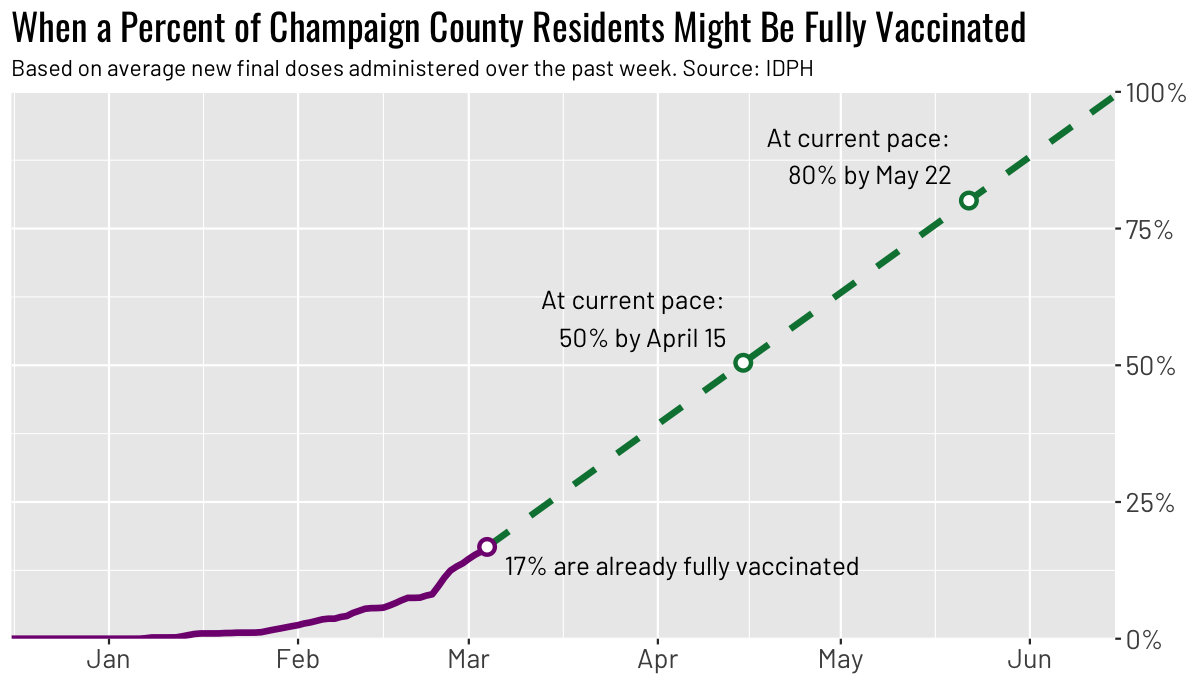 When a Percent of Champaign County Residents Might Be Fully Vaccinated
Based on average new final doses administered over the past week. Source: IDPH
100%
At current pace:
80% by May 22
75%
At current pace:
50% by April 15
50%
25%
17% are already fully vaccinated
0%
Jan Feb Mar Apr May Jun